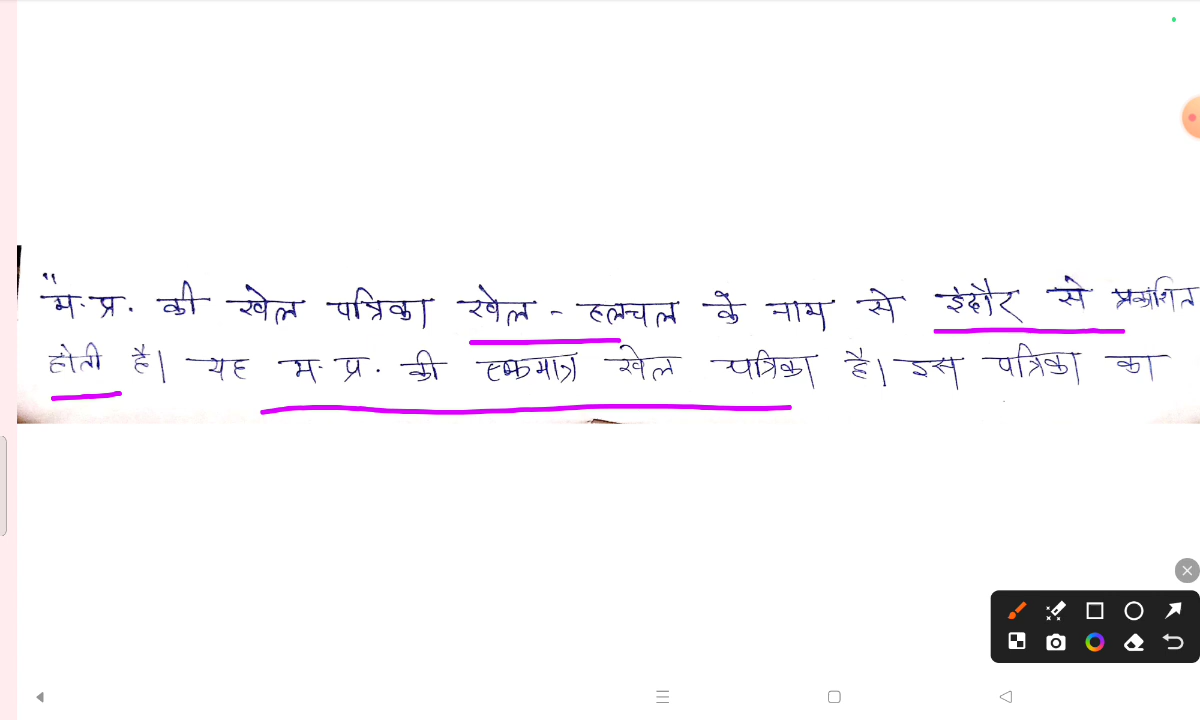 "म.प्र. की खेल पत्रिका खेल - हलचल के नाम से इंदौर से प्रकाशित
होती है। यह म.प्र. की एकमात्र खेल पत्रिका है। इस पत्रिका का